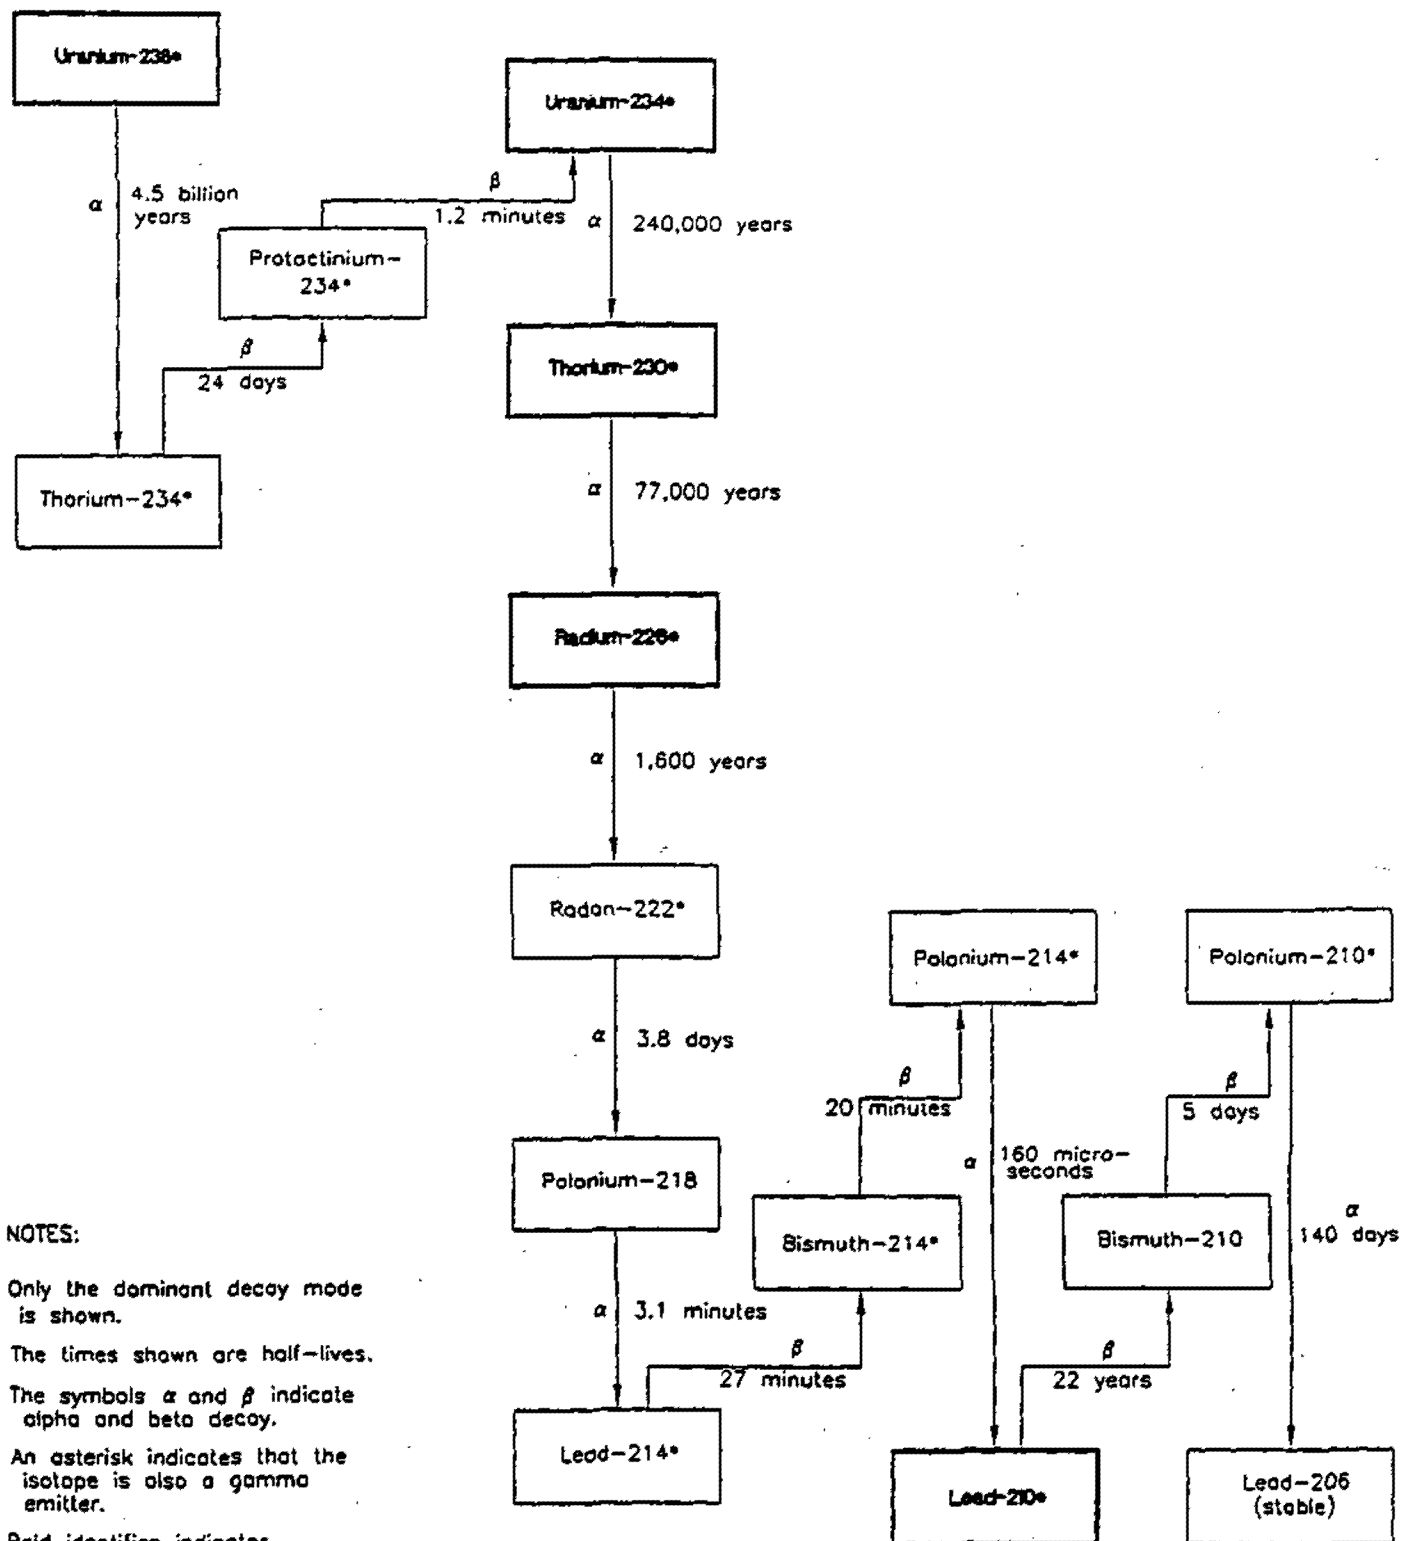 Uranium-238*
Uranium-234*
α
4.5 billion
years
β
1.2 minutes
α
240,000 years
Protactinium-
234*
β
24 days
Thorium-230*
Thorium-234*
α
77,000 years
Radium-226*
α
1,600 years
Radon-222*
Polonium-214*
Polonium-210*
α
3.8 days
β
20 minutes
β
5 days
α
160 micro-
seconds
Polonium-218
Bismuth-214*
Bismuth-210
α
140 days
α
3.1 minutes
β
27 minutes
β
22 years
Lead-214*
Lead-210*
Lead-206
(stable)
NOTES:
Only the dominant decay mode
is shown.
The times shown are half-lives.
The symbols α and β indicate
alpha and beta decay.
An asterisk indicates that the
isotope is also a gamma
emitter.